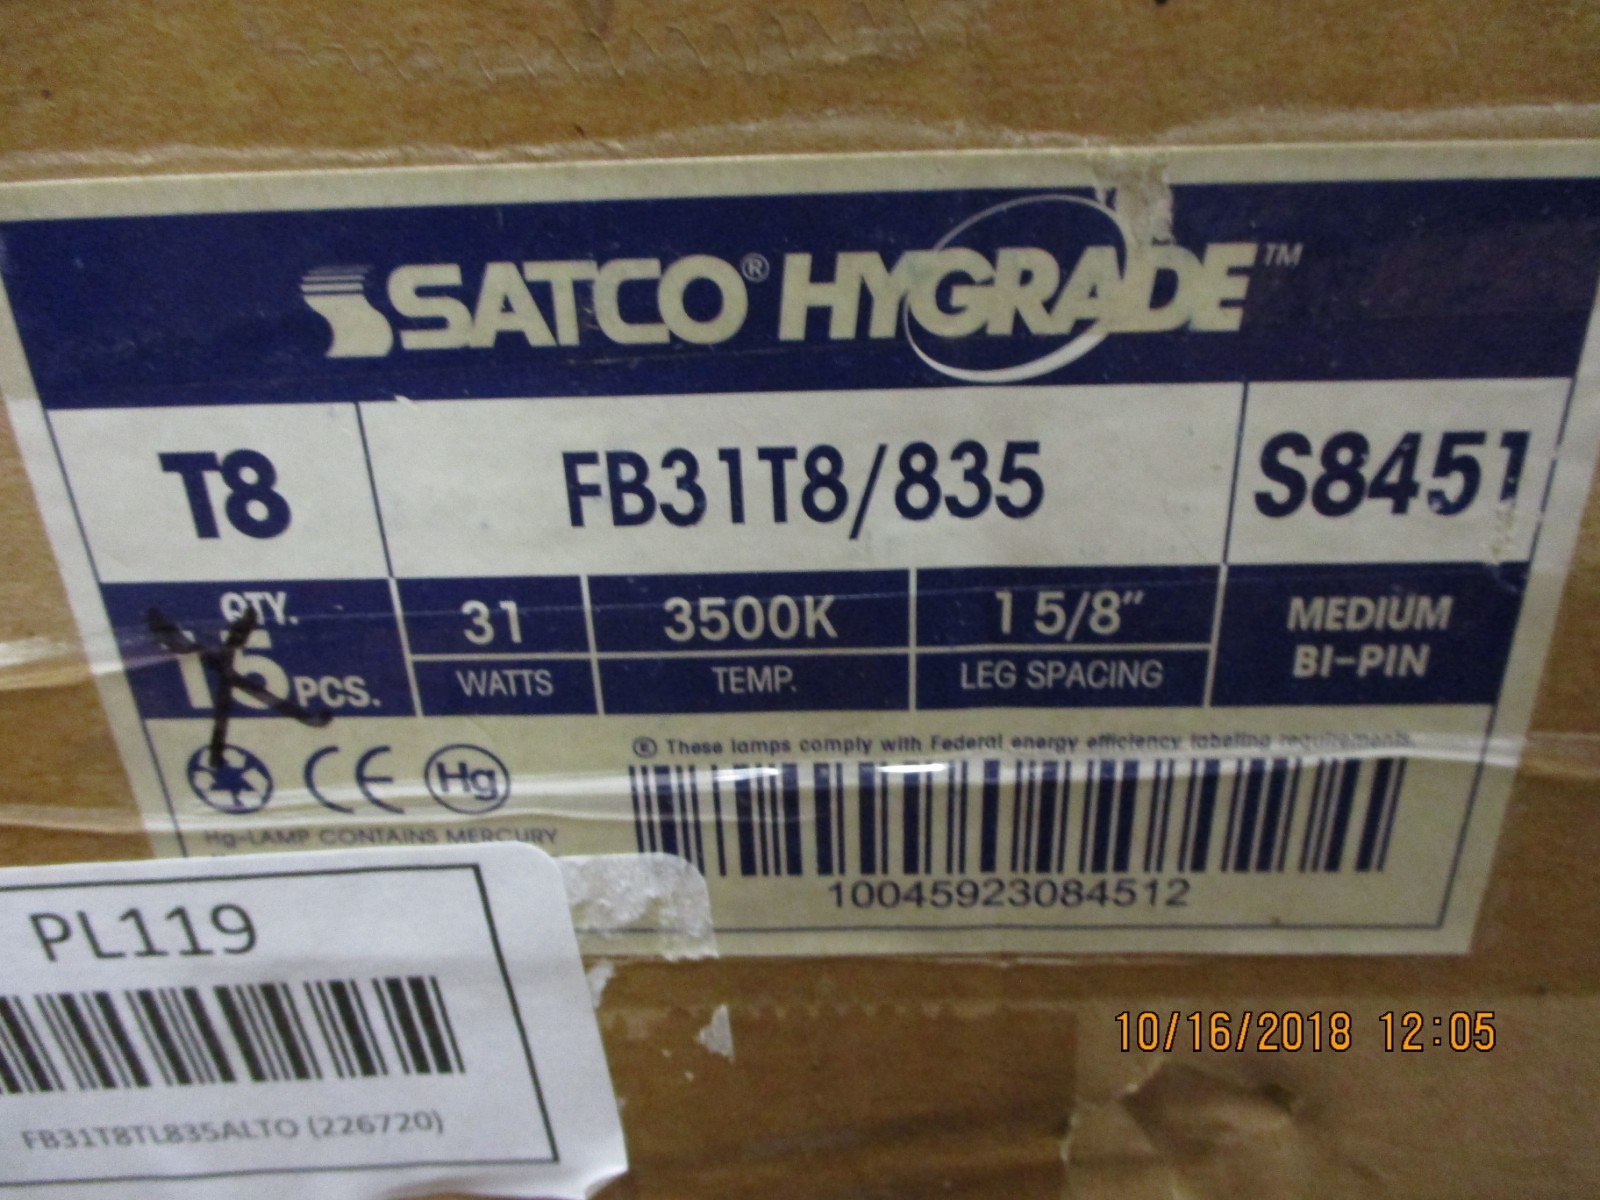 SATCO® HYGRADE™
T8
FB31T8/835
S8451
QTY.
15 PCS.
31
WATTS
3500K
TEMP.
1 5/8"
LEG SPACING
MEDIUM
BI-PIN
CE
Hg
Ⓔ These lamps comply with Federal energy efficiency labeling requirements.
Hg-LAMP CONTAINS MERCURY
10045923084512
PL119
FB31T8TL835ALTO (226720)
10/16/2018 12:05